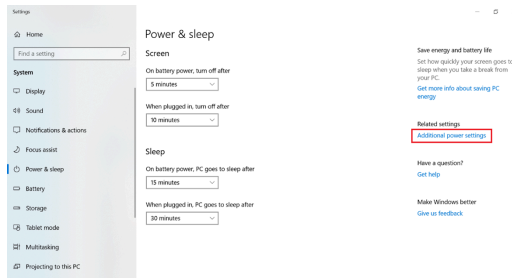 Settings
Home
Find a setting
System
Display
Sound
Notifications & actions
Focus assist
Power & sleep
Battery
Storage
Tablet mode
Multitasking
Projecting to this PC
Power & sleep
Screen
On battery power, turn off after
5 minutes
When plugged in, turn off after
10 minutes
Sleep
On battery power, PC goes to sleep after
15 minutes
When plugged in, PC goes to sleep after
30 minutes
Save energy and battery life
Set how quickly your screen goes to
sleep when you take a break from
your PC.
Get more info about saving PC
energy
Related settings
Additional power settings
Have a question?
Get help
Make Windows better
Give us feedback